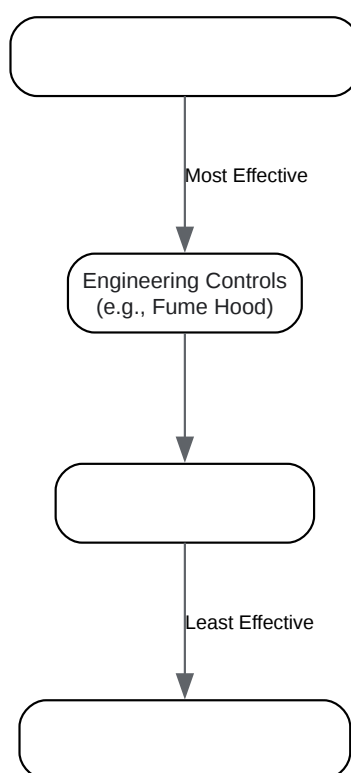 Most Effective
Engineering Controls
(e.g., Fume Hood)
Least Effective